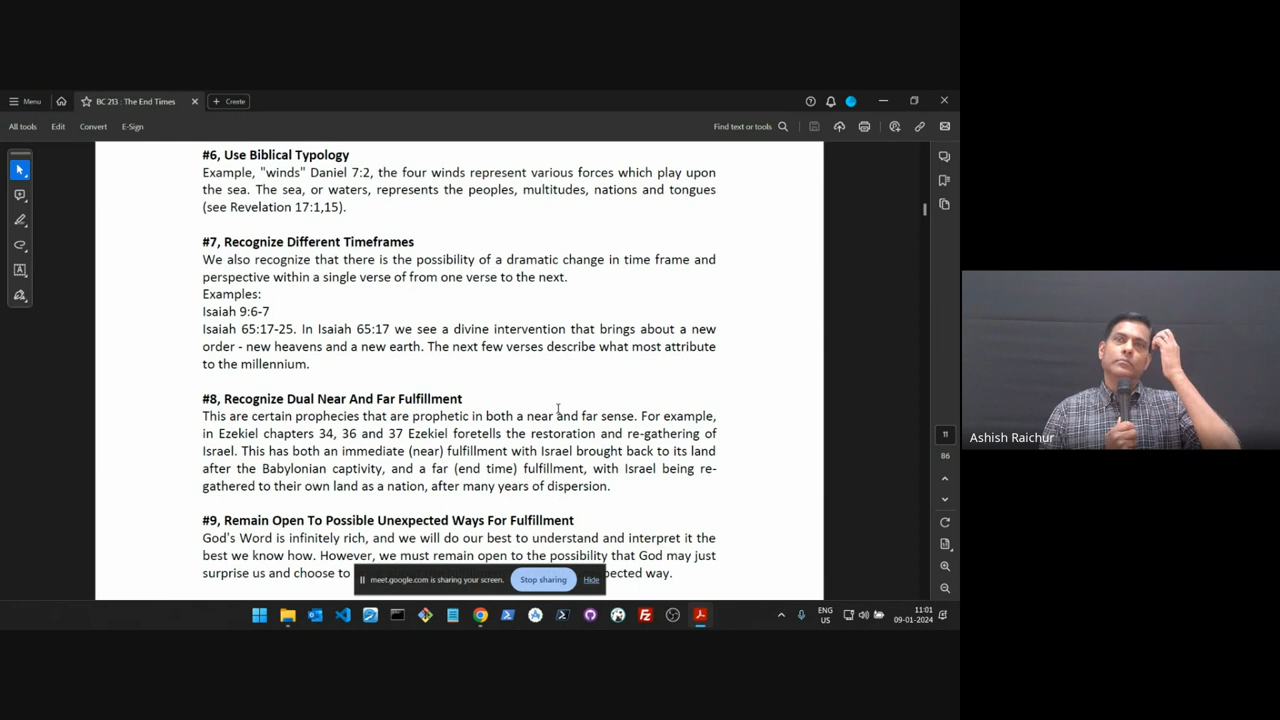 Menu
BC 213 : The End Times
Create
All tools
Edit
Convert
E-Sign
Find text or tools
#6, Use Biblical Typology
Example, "winds" Daniel 7:2, the four winds represent various forces which play upon
the sea. The sea, or waters, represents the peoples, multitudes, nations and tongues
(see Revelation 17:1,15).
#7, Recognize Different Timeframes
We also recognize that there is the possibility of a dramatic change in time frame and
perspective within a single verse of from one verse to the next.
Examples:
Isaiah 9:6-7
Isaiah 65:17-25. In Isaiah 65:17 we see a divine intervention that brings about a new
order - new heavens and a new earth. The next few verses describe what most attribute
to the millennium.
#8, Recognize Dual Near And Far Fulfillment
This are certain prophecies that are prophetic in both a near and far sense. For example,
in Ezekiel chapters 34, 36 and 37 Ezekiel foretells the restoration and re-gathering of
Israel. This has both an immediate (near) fulfillment with Israel brought back to its land
after the Babylonian captivity, and a far (end time) fulfillment, with Israel being re-
gathered to their own land as a nation, after many years of dispersion.
#9, Remain Open To Possible Unexpected Ways For Fulfillment
God's Word is infinitely rich, and we will do our best to understand and interpret it the
best we know how. However, we must remain open to the possibility that God may just
surprise us and choose to
pected way.
meet.google.com is sharing your screen.
Stop sharing
Hide
11
86
Ashish Raichur
ENG
US
11:01
09-01-2024